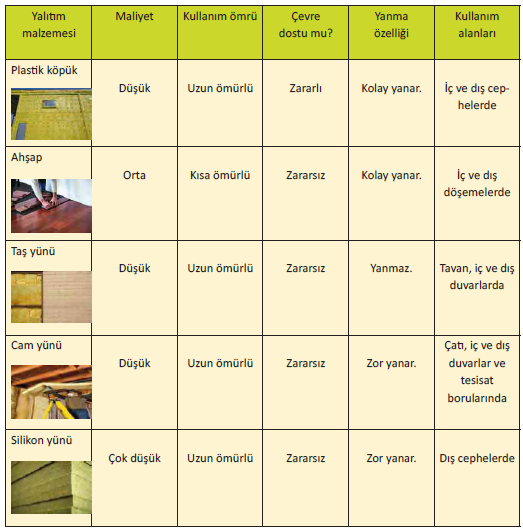 Yalıtım malzemesi
Maliyet
Kullanım ömrü
Çevre dostu mu?
Yanma özelliği
Kullanım alanları
Plastik köpük
Düşük
Uzun ömürlü
Zararlı
Kolay yanar.
İç ve dış cep-
helerde
Ahşap
Orta
Kısa ömürlü
Zararsız
Kolay yanar.
İç ve dış
döşemelerde
Taş yünü
Düşük
Uzun ömürlü
Zararsız
Yanmaz.
Tavan, iç ve dış
duvarlarda
Cam yünü
Düşük
Uzun ömürlü
Zararsız
Zor yanar.
Çatı, iç ve dış
duvarlar ve
tesisat
borularında
Silikon yünü
Çok düşük
Uzun ömürlü
Zararsız
Zor yanar.
Dış cephelerde